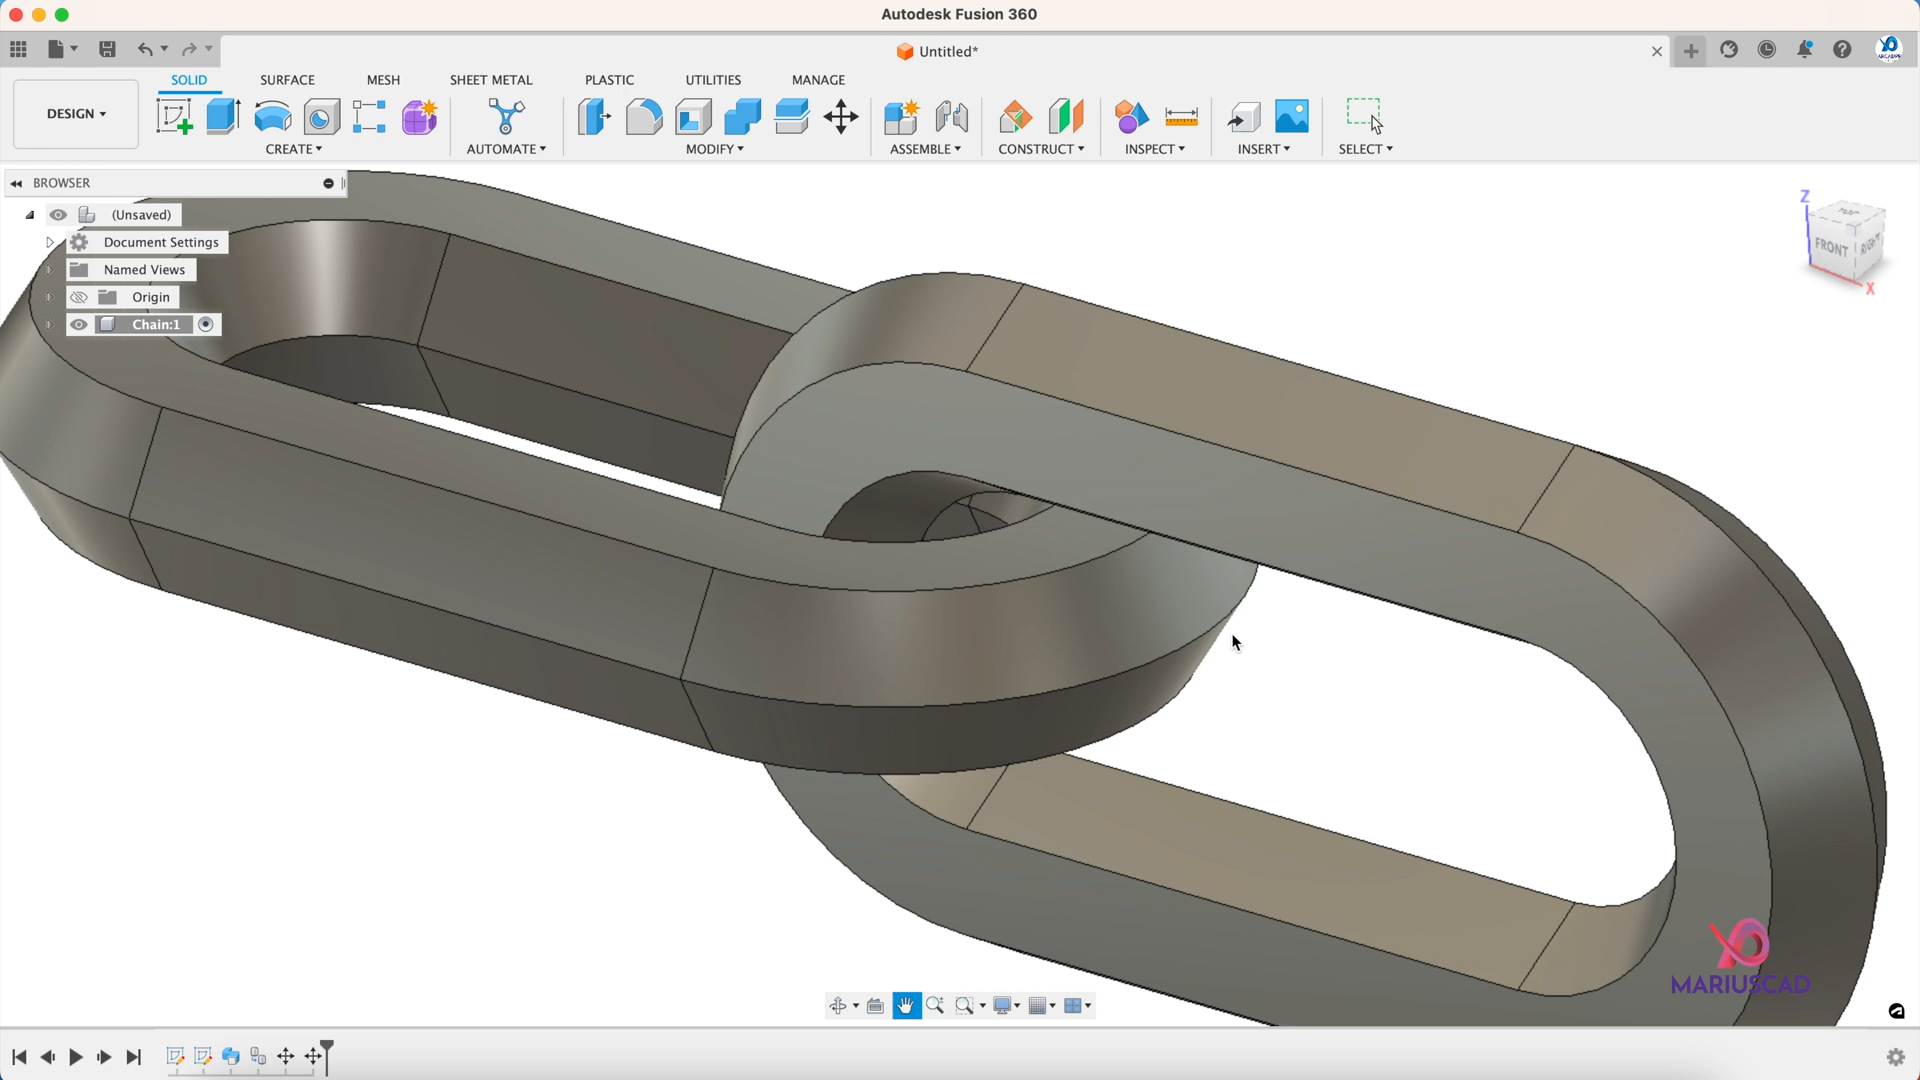 Autodesk Fusion 360
Untitled*
SOLID SURFACE MESH SHEET METAL PLASTIC UTILITIES MANAGE
DESIGN
CREATE AUTOMATE MODIFY ASSEMBLE CONSTRUCT INSPECT INSERT SELECT
BROWSER
(Unsaved)
Document Settings
Named Views
Origin
Chain:1
Z
TOP
FRONT RIGHT
X
MARIUSCAD